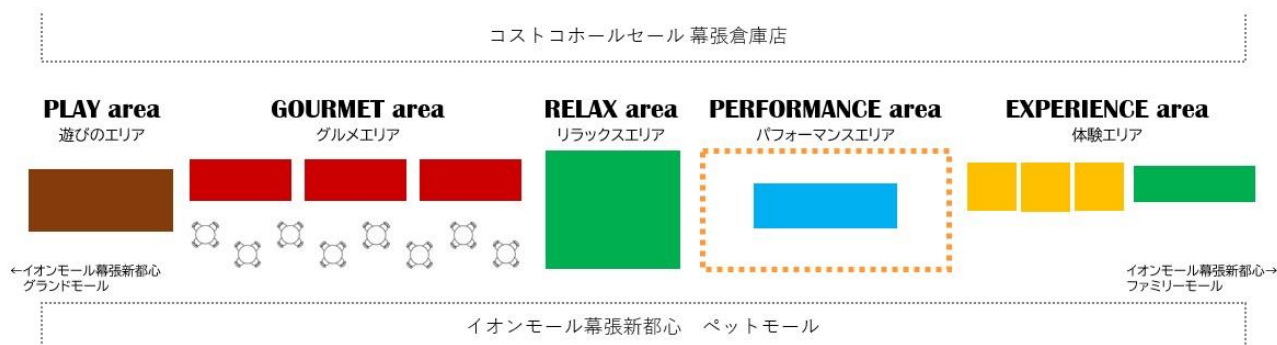 コストコホールセール 幕張倉庫店
PLAY area
遊びのエリア
GOURMET area
グルメエリア
RELAX area
リラックスエリア
PERFORMANCE area
パフォーマンスエリア
EXPERIENCE area
体験エリア
←イオンモール幕張新都心
グランドモール
イオンモール幕張新都心→
ファミリーモール
イオンモール幕張新都心　ペットモール